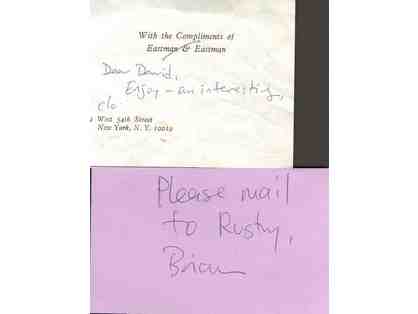 With the Compliments of
Eastman & Eastman
Dear David,
Enjoy – an interesting,
c/o
West 54th Street
New York, N. Y. 10019
Please mail
to Rusty,
Brian